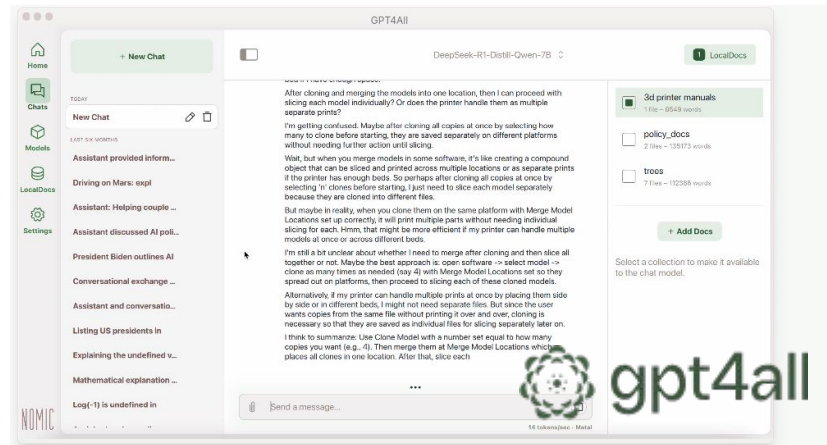 GPT4All
Home
Chats
Models
LocalDocs
Settings
NOMIC
+ New Chat
TODAY
New Chat
LAST SIX MONTHS
Assistant provided inform...
Driving on Mars: expl
Assistant: Helping couple ...
Assistant discussed AI poli...
President Biden outlines AI
Conversational exchange ...
Assistant and conversatio...
Listing US presidents in
Explaining the undefined v...
Mathematical explanation ...
Log(-1) is undefined in
DeepSeek-R1-Distill-Qwen-7B
1 LocalDocs
After cloning and merging the models into one location, then I can proceed with
slicing each model individually? Or does the printer handle them as multiple
separate prints?
I'm getting confused. Maybe after cloning all copies at once by selecting how
many to clone before starting, they are saved separately on different platforms
without needing further action until slicing.
Wait, but when you merge models in some software, it's like creating a compound
object that can be sliced and printed across multiple locations or as separate prints
if the printer has enough beds. So perhaps after cloning all copies at once by
selecting 'n' clones before starting, I just need to slice each model separately
because they are cloned into different files.
But maybe in reality, when you clone them on the same platform with Merge Model
Locations set up correctly, it will print multiple parts without needing individual
slicing for each. Hmm, that might be more efficient if my printer can handle multiple
models at once or across different beds.
I'm still a bit unclear about whether I need to merge after cloning and then slice all
together or not. Maybe the best approach is: open software -> select model ->
clone as many times as needed (say 4) with Merge Model Locations set so they
spread out on platforms, then proceed to slicing each of these cloned models.
Alternatively, if my printer can handle multiple prints at once by placing them side
by side or in different beds, I might not need separate files. But since the user
wants copies from the same file without printing it over and over, cloning is
necessary so that they are saved as individual files for slicing separately later on.
I think to summarize: Use Clone Model with a number set equal to how many
copies you want (e.g., 4). Then merge them at Merge Model Locations which
places all clones in one location. After that, slice each
Send a message...
14 tokens/sec · Metal
3d printer manuals
1 file – 6549 words
policy_docs
2 files – 135173 words
trees
7 files – 112386 words
+ Add Docs
Select a collection to make it available
to the chat model.
gpt4all